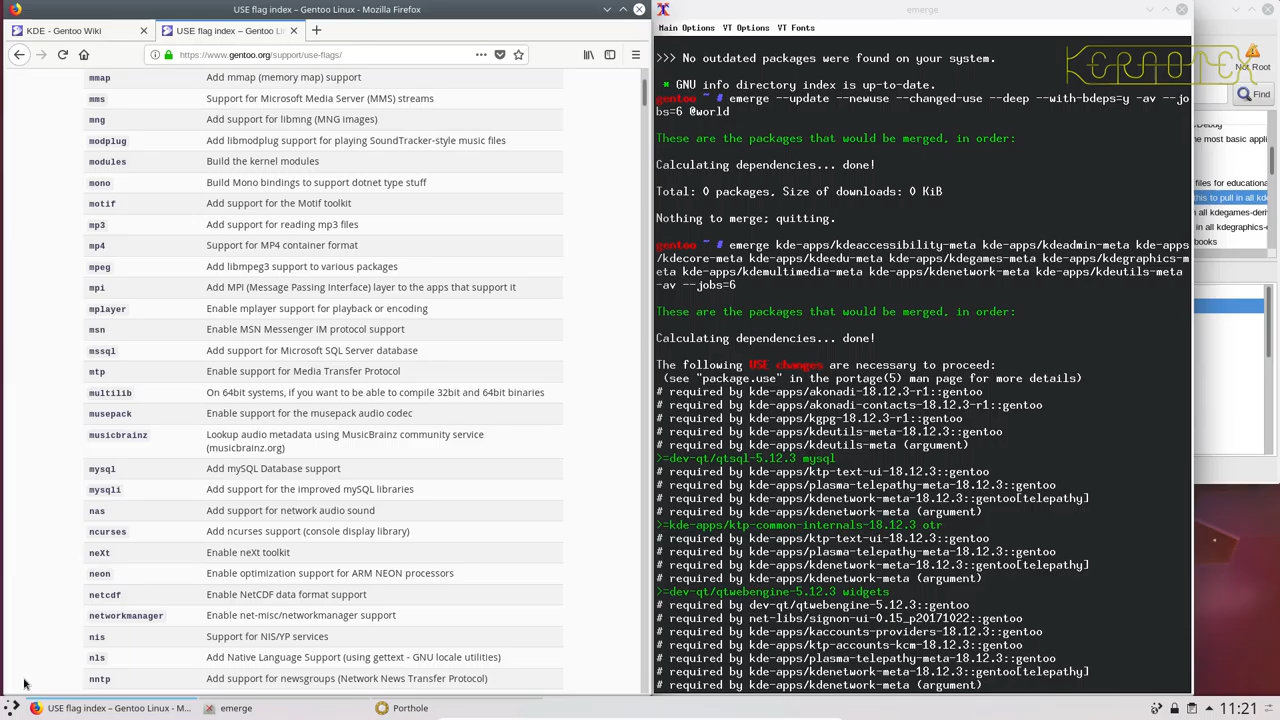 USE flag index – Gentoo Linux - Mozilla Firefox
KDE - Gentoo Wiki
USE flag index – Gentoo Li
https://www.gentoo.org/support/use-flags/
mmap Add mmap (memory map) support
mms Support for Microsoft Media Server (MMS) streams
mng Add support for libmng (MNG images)
modplug Add libmodplug support for playing SoundTracker-style music files
modules Build the kernel modules
mono Build Mono bindings to support dotnet type stuff
motif Add support for the Motif toolkit
mp3 Add support for reading mp3 files
mp4 Support for MP4 container format
mpeg Add libmpeg3 support to various packages
mpi Add MPI (Message Passing Interface) layer to the apps that support it
mplayer Enable mplayer support for playback or encoding
msn Enable MSN Messenger IM protocol support
mssql Add support for Microsoft SQL Server database
mtp Enable support for Media Transfer Protocol
multilib On 64bit systems, if you want to be able to compile 32bit and 64bit binaries
musepack Enable support for the musepack audio codec
musicbrainz Lookup audio metadata using MusicBrainz community service
(musicbrainz.org)
mysql Add mySQL Database support
mysqli Add support for the improved mySQL libraries
nas Add support for network audio sound
ncurses Add ncurses support (console display library)
neXt Enable neXt toolkit
neon Enable optimization support for ARM NEON processors
netcdf Enable NetCDF data format support
networkmanager Enable net-misc/networkmanager support
nis Support for NIS/YP services
nls Add Native Language Support (using gettext - GNU locale utilities)
nntp Add support for newsgroups (Network News Transfer Protocol)
emerge
Main Options VT Options VT Fonts
>>> No outdated packages were found on your system.
* GNU info directory index is up-to-date.
gentoo ~ # emerge --update --newuse --changed-use --deep --with-bdeps=y -av --jo
bs=6 @world
These are the packages that would be merged, in order:
Calculating dependencies... done!
Total: 0 packages, Size of downloads: 0 KiB
Nothing to merge; quitting.
gentoo ~ # emerge kde-apps/kdeaccessibility-meta kde-apps/kdeadmin-meta kde-apps
/kdecore-meta kde-apps/kdeedu-meta kde-apps/kdegames-meta kde-apps/kdegraphics-m
eta kde-apps/kdemultimedia-meta kde-apps/kdenetwork-meta kde-apps/kdeutils-meta
-av --jobs=6
These are the packages that would be merged, in order:
Calculating dependencies... done!
The following USE changes are necessary to proceed:
(see "package.use" in the portage(5) man page for more details)
# required by kde-apps/akonadi-18.12.3-r1::gentoo
# required by kde-apps/akonadi-contacts-18.12.3-r1::gentoo
# required by kde-apps/kgpg-18.12.3-r1::gentoo
# required by kde-apps/kdeutils-meta-18.12.3::gentoo
# required by kde-apps/kdeutils-meta (argument)
>=dev-qt/qtsql-5.12.3 mysql
# required by kde-apps/ktp-text-ui-18.12.3::gentoo
# required by kde-apps/plasma-telepathy-meta-18.12.3::gentoo
# required by kde-apps/kdenetwork-meta-18.12.3::gentoo[telepathy]
# required by kde-apps/kdenetwork-meta (argument)
>=kde-apps/ktp-common-internals-18.12.3 otr
# required by kde-apps/ktp-text-ui-18.12.3::gentoo
# required by kde-apps/plasma-telepathy-meta-18.12.3::gentoo
# required by kde-apps/kdenetwork-meta-18.12.3::gentoo[telepathy]
# required by kde-apps/kdenetwork-meta (argument)
>=dev-qt/qtwebengine-5.12.3 widgets
# required by dev-qt/qtwebengine-5.12.3::gentoo
# required by net-libs/signon-ui-0.15_p20171022::gentoo
# required by kde-apps/kaccounts-providers-18.12.3::gentoo
# required by kde-apps/ktp-accounts-kcm-18.12.3::gentoo
# required by kde-apps/plasma-telepathy-meta-18.12.3::gentoo
# required by kde-apps/kdenetwork-meta-18.12.3::gentoo[telepathy]
# required by kde-apps/kdenetwork-meta (argument)
Not Root
Find
Debug
he most basic applic
files for educational
this to pull in all kde
n all kdegames-deri
in all kdegraphics-
books
USE flag index – Gentoo Linux - M...
emerge
Porthole
11:21